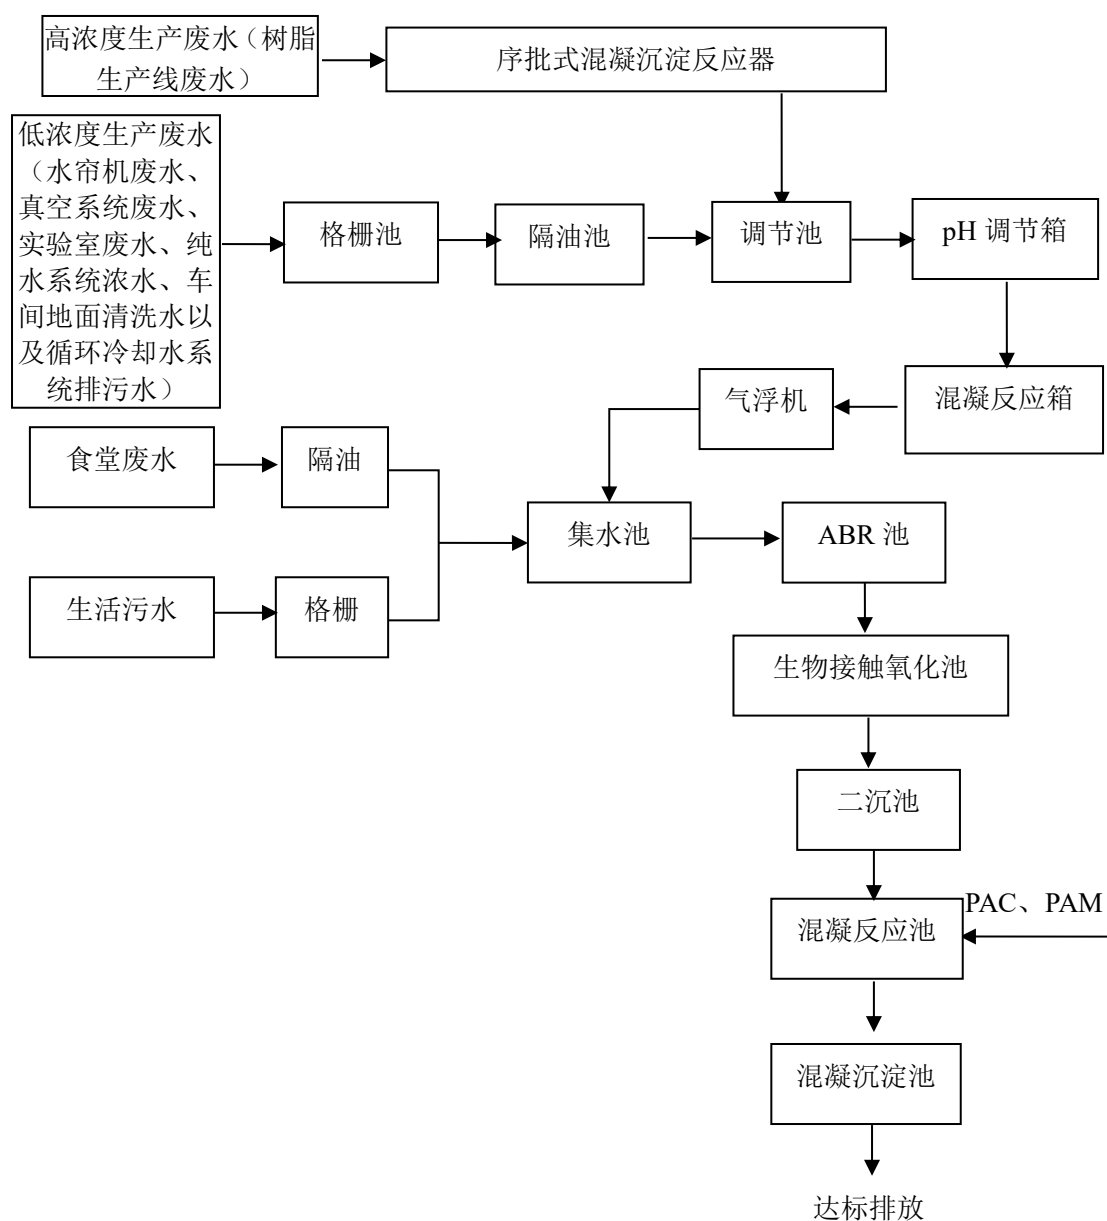 高浓度生产废水（树脂
生产线废水）
序批式混凝沉淀反应器
低浓度生产废水
（水帘机废水、
真空系统废水、
实验室废水、纯
水系统浓水、车
间地面清洗水以
及循环冷却水系
统排污水）
格栅池
隔油池
调节池
pH 调节箱
气浮机
混凝反应箱
食堂废水
隔油
集水池
ABR 池
生活污水
格栅
生物接触氧化池
二沉池
PAC、PAM
混凝反应池
混凝沉淀池
达标排放